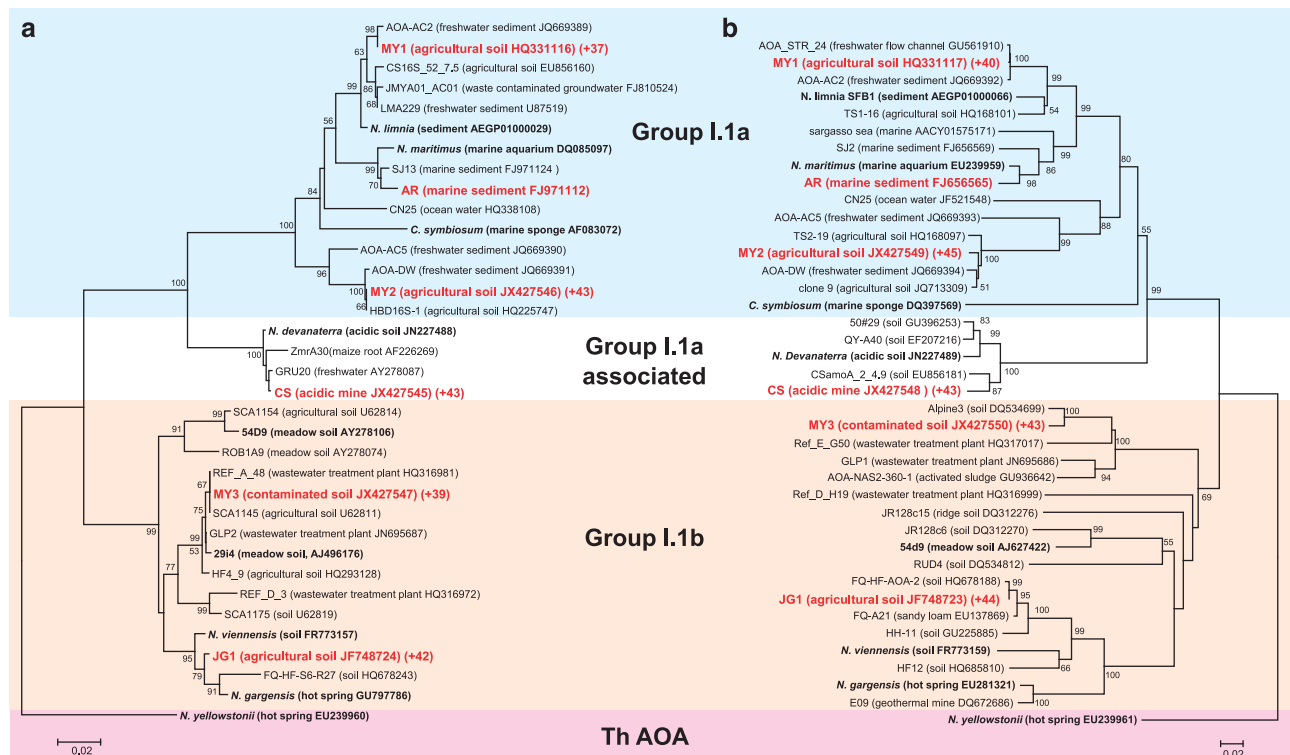 a
98
AOA-AC2 (freshwater sediment JQ669389)
MY1 (agricultural soil HQ331116) (+37)
63
CS16S_52_7.5 (agricultural soil EU856160)
99
86
JMYA01_AC01 (waste contaminated groundwater FJ810524)
68
LMA229 (freshwater sediment U87519)
56
N. limnia (sediment AEGP01000029)
N. maritimus (marine aquarium DQ085097)
99
SJ13 (marine sediment FJ971124 )
70
AR (marine sediment FJ971112)
84
CN25 (ocean water HQ338108)
100
C. symbiosum (marine sponge AF083072)
AOA-AC5 (freshwater sediment JQ669390)
96
AOA-DW (freshwater sediment JQ669391)
100
MY2 (agricultural soil JX427546) (+43)
66
HBD16S-1 (agricultural soil HQ225747)
100
N. devanaterra (acidic soil JN227488)
100
ZmrA30(maize root AF226269)
GRU20 (freshwater AY278087)
CS (acidic mine JX427545) (+43)
99
SCA1154 (agricultural soil U62814)
91
54D9 (meadow soil AY278106)
ROB1A9 (meadow soil AY278074)
REF_A_48 (wastewater treatment plant HQ316981)
67
MY3 (contaminated soil JX427547) (+39)
75
SCA1145 (agricultural soil U62811)
99
GLP2 (wastewater treatment plant JN695687)
99
53
29i4 (meadow soil, AJ496176)
77
HF4_9 (agricultural soil HQ293128)
REF_D_3 (wastewater treatment plant HQ316972)
99
SCA1175 (soil U62819)
N. viennensis (soil FR773157)
95
JG1 (agricultural soil JF748724) (+42)
79
FQ-HF-S6-R27 (soil HQ678243)
91
N. gargensis (hot spring GU797786)
N. yellowstonii (hot spring EU239960)
0.02
Group I.1a
Group I.1a
associated
Group I.1b
Th AOA
b
AOA_STR_24 (freshwater flow channel GU561910)
MY1 (agricultural soil HQ331117) (+40)
100
AOA-AC2 (freshwater sediment JQ669392)
99
N. limnia SFB1 (sediment AEGP01000066)
99
TS1-16 (agricultural soil HQ168101)
54
sargasso sea (marine AACY01575171)
SJ2 (marine sediment FJ656569)
99
N. maritimus (marine aquarium EU239959)
86
80
AR (marine sediment FJ656565)
98
CN25 (ocean water JF521548)
AOA-AC5 (freshwater sediment JQ669393)
88
TS2-19 (agricultural soil HQ168097)
99
55
MY2 (agricultural soil JX427549) (+45)
100
AOA-DW (freshwater sediment JQ669394)
clone 9 (agricultural soil JQ713309)
51
99
C. symbiosum (marine sponge DQ397569)
50#29 (soil GU396253)
83
QY-A40 (soil EF207216)
99
N. Devanaterra (acidic soil JN227489)
100
CSamoA_2_4.9 (soil EU856181)
CS (acidic mine JX427548 ) (+43)
87
Alpine3 (soil DQ534699)
100
MY3 (contaminated soil JX427550) (+43)
Ref_E_G50 (wastewater treatment plant HQ317017)
100
GLP1 (wastewater treatment plant JN695686)
AOA-NAS2-360-1 (activated sludge GU936642)
94
Ref_D_H19 (wastewater treatment plant HQ316999)
69
JR128c15 (ridge soil DQ312276)
JR128c6 (soil DQ312270)
99
54d9 (meadow soil AJ627422)
55
RUD4 (soil DQ534812)
FQ-HF-AOA-2 (soil HQ678188)
99
JG1 (agricultural soil JF748723) (+44)
95
FQ-A21 (sandy loam EU137869)
100
HH-11 (soil GU225885)
99
N. viennensis (soil FR773159)
HF12 (soil HQ685810)
66
100
N. gargensis (hot spring EU281321)
E09 (geothermal mine DQ672686)
100
N. yellowstonii (hot spring EU239961)
0.02